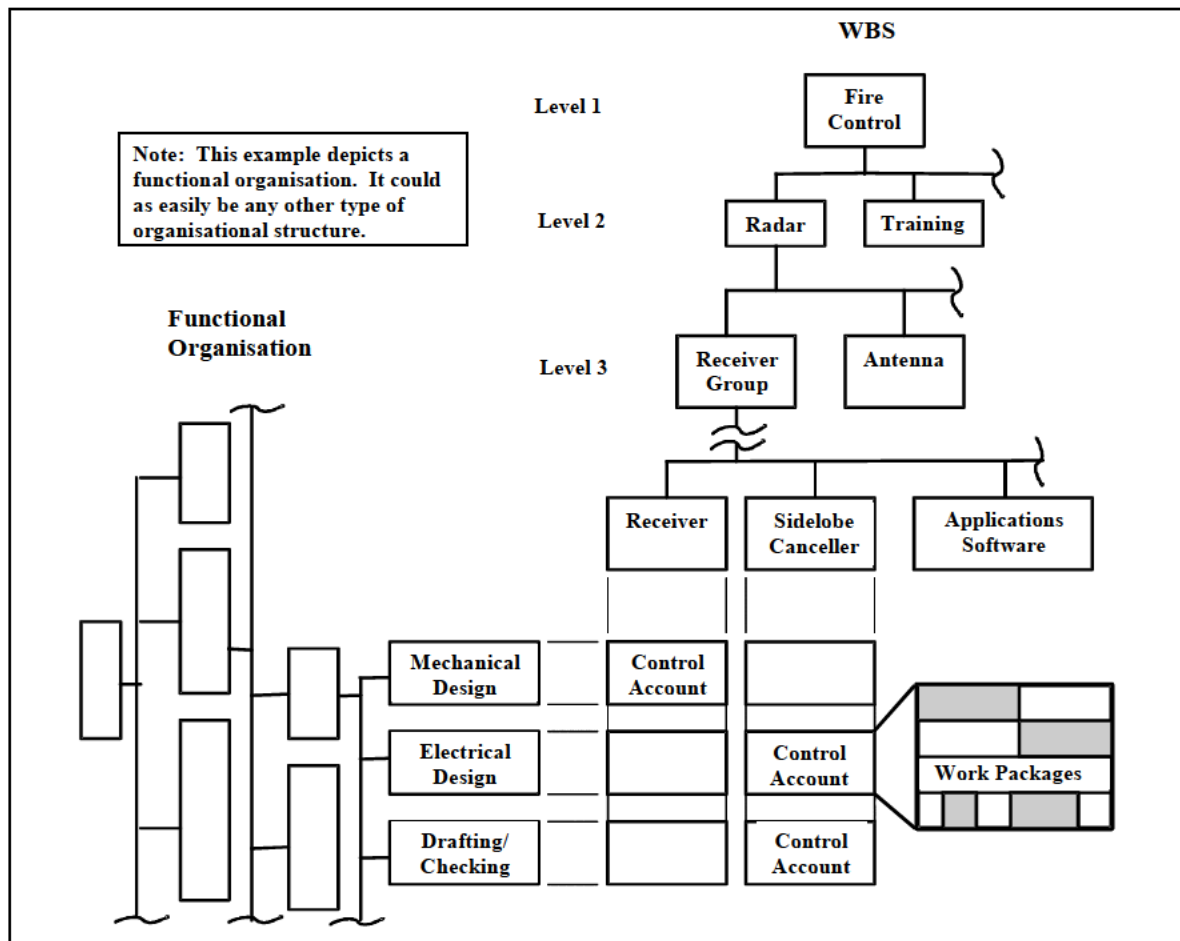 WBS
Level 1
Fire
Control
Note: This example depicts a
functional organisation. It could
as easily be any other type of
organisational structure.
Level 2
Radar
Training
Functional
Organisation
Level 3
Receiver
Group
Antenna
Receiver
Sidelobe
Canceller
Applications
Software
Mechanical
Design
Control
Account
Electrical
Design
Control
Account
Work Packages
Drafting/
Checking
Control
Account